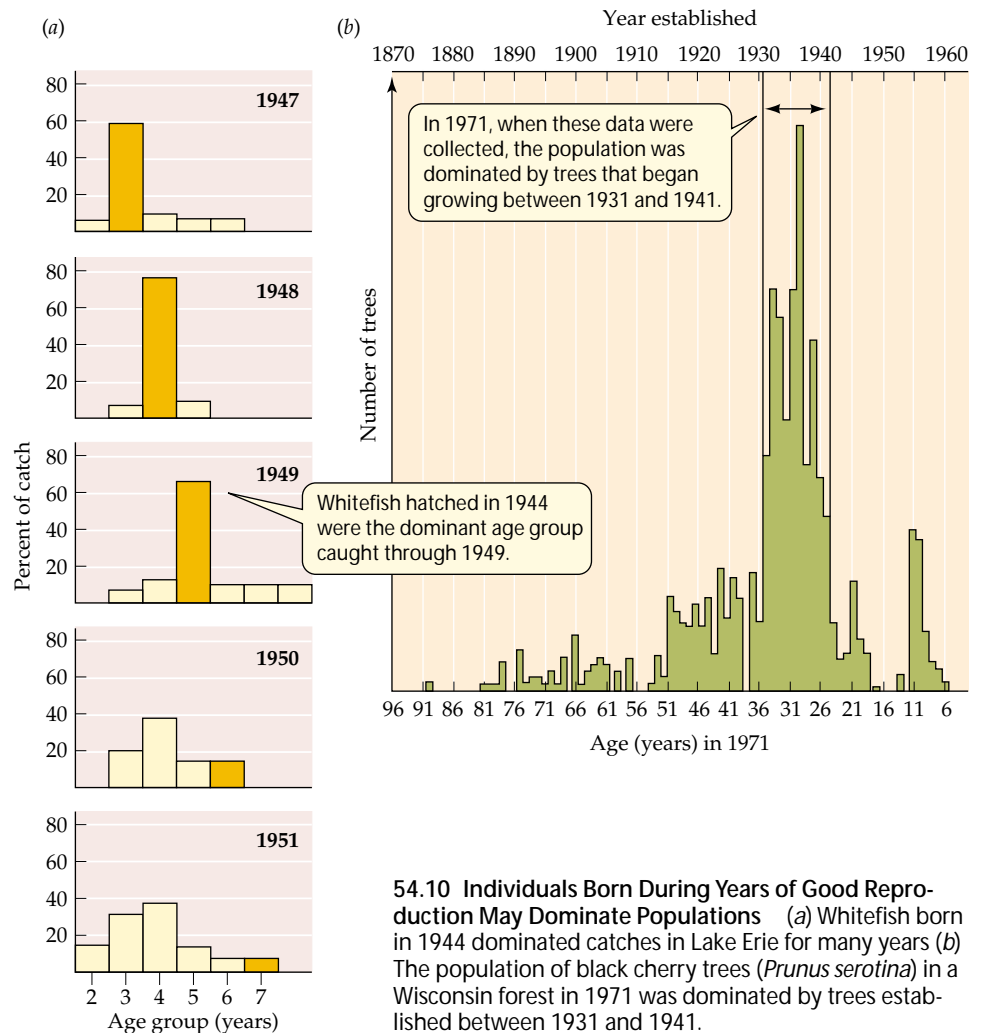 (a)
80
60
40
20
1947
80
60
40
20
1948
80
60
40
20
1949
80
60
40
20
1950
80
60
40
20
1951
Percent of catch
2 3 4 5 6 7
Age group (years)
Whitefish hatched in 1944
were the dominant age group
caught through 1949.
(b)
Year established
1870 1880 1890 1900 1910 1920 1930 1940 1950 1960
In 1971, when these data were
collected, the population was
dominated by trees that began
growing between 1931 and 1941.
Number of trees
96 91 86 81 76 71 66 61 56 51 46 41 36 31 26 21 16 11 6
Age (years) in 1971
54.10 Individuals Born During Years of Good Repro-
duction May Dominate Populations (a) Whitefish born
in 1944 dominated catches in Lake Erie for many years (b)
The population of black cherry trees (Prunus serotina) in a
Wisconsin forest in 1971 was dominated by trees estab-
lished between 1931 and 1941.